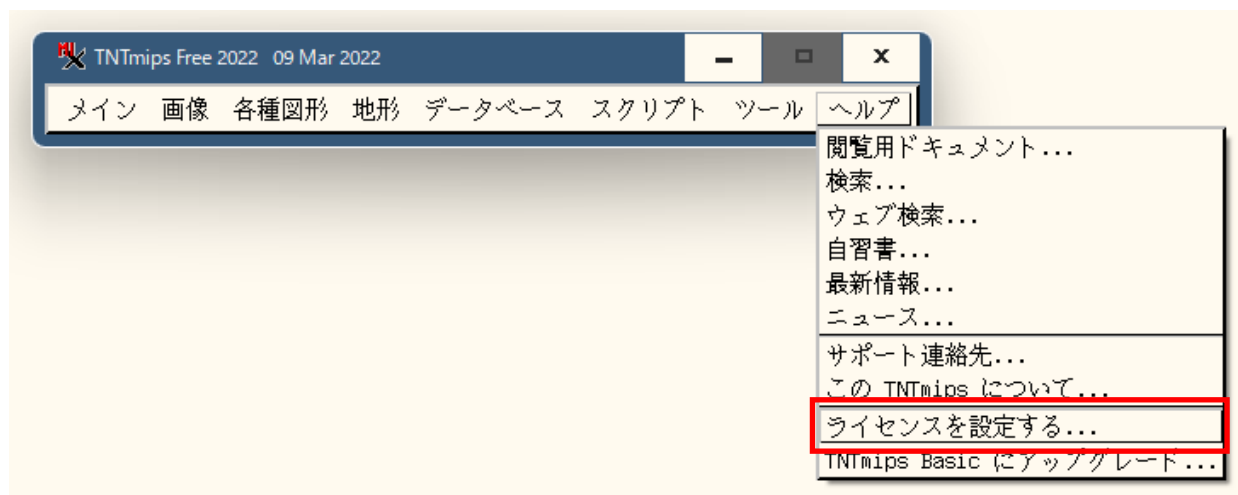 TNTmips Free 2022 09 Mar 2022
メイン 画像 各種図形 地形 データベース スクリプト ツール ヘルプ
閲覧用ドキュメント...
検索...
ウェブ検索...
自習書...
最新情報...
ニュース...
サポート連絡先...
この TNTmips について...
ライセンスを設定する...
TNTmips Basic にアップグレード...